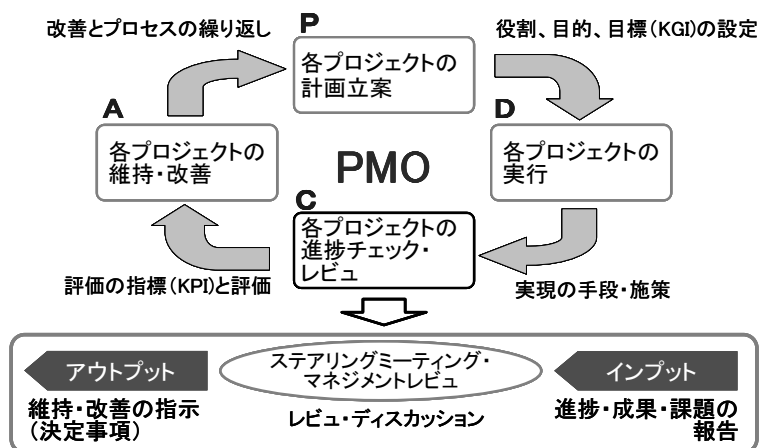 改善とプロセスの繰り返し
P
役割、目的、目標(KGI)の設定
各プロジェクトの
計画立案
A
D
各プロジェクトの
維持・改善
PMO
各プロジェクトの
実行
C
各プロジェクトの
進捗チェック・
レビュ
評価の指標(KPI)と評価
実現の手段・施策
アウトプット
ステアリングミーティング・
マネジメントレビュ
インプット
維持・改善の指示
(決定事項)
レビュ・ディスカッション
進捗・成果・課題の
報告